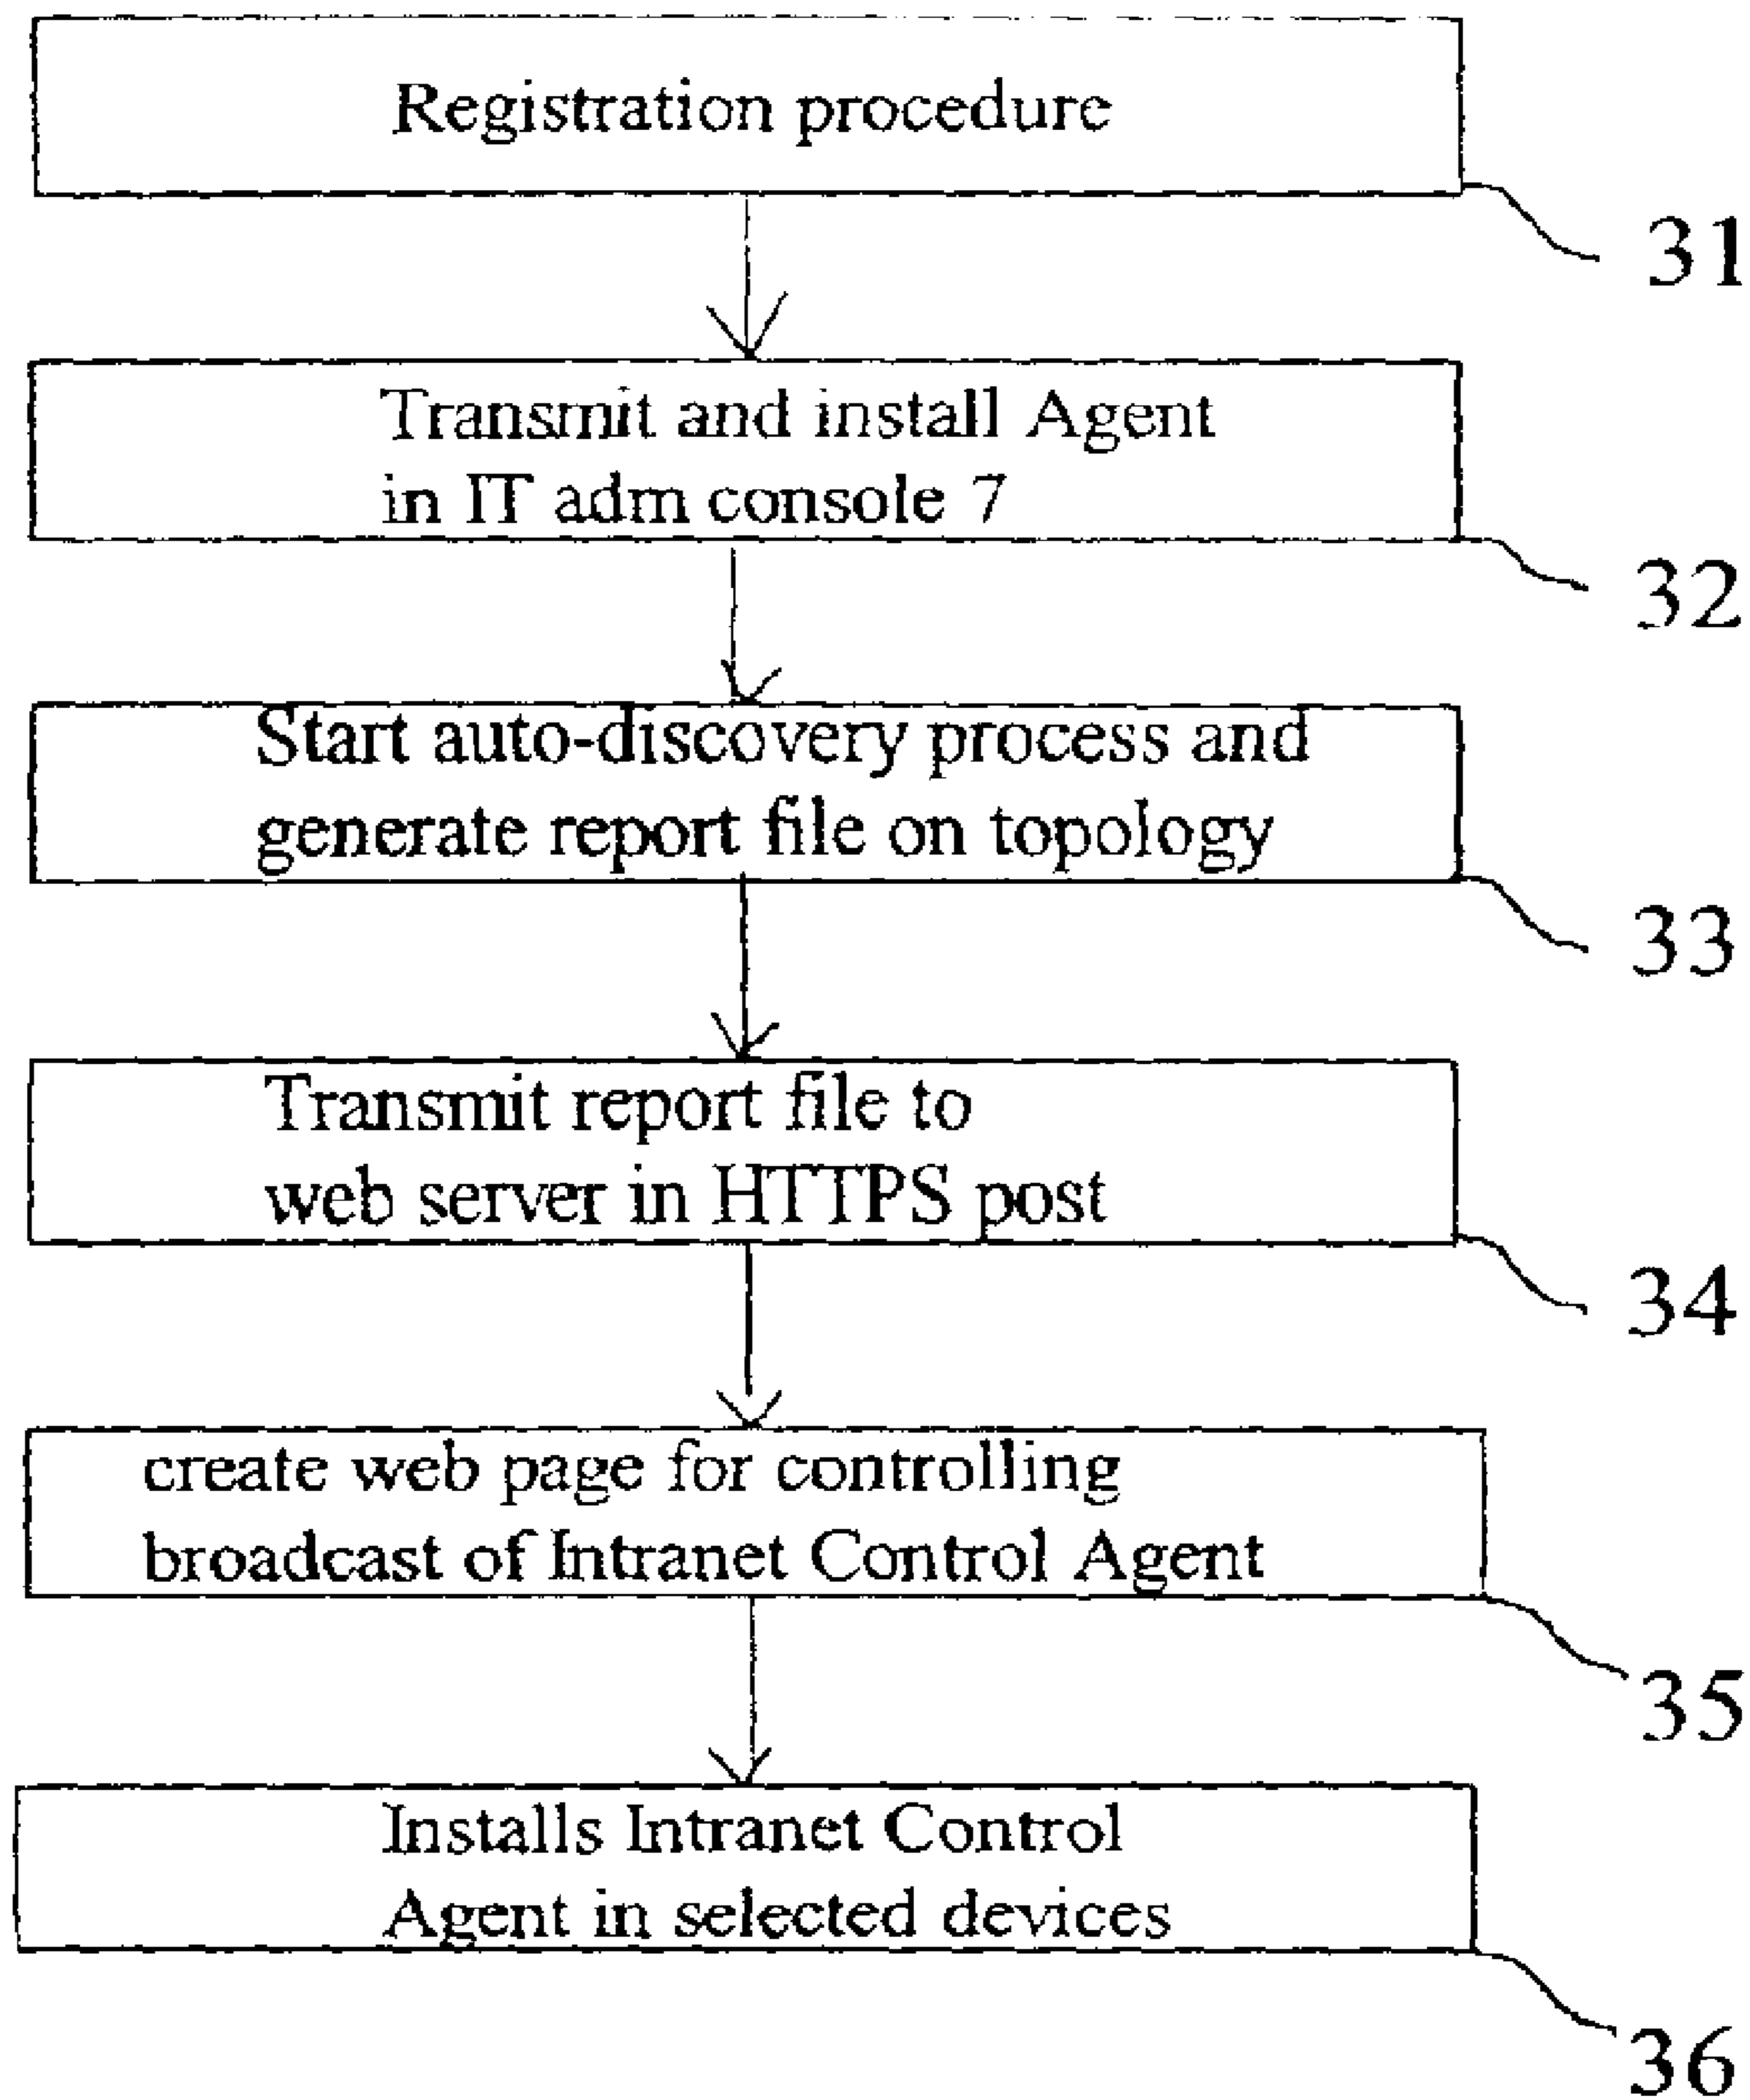 Registration procedure
31
Transmit and install Agent
in IT adm console 7
32
Start auto-discovery process and
generate report file on topology
33
Transmit report file to
web server in HTTPS post
34
create web page for controlling
broadcast of Intranet Control Agent
35
Installs Intranet Control
Agent in selected devices
36